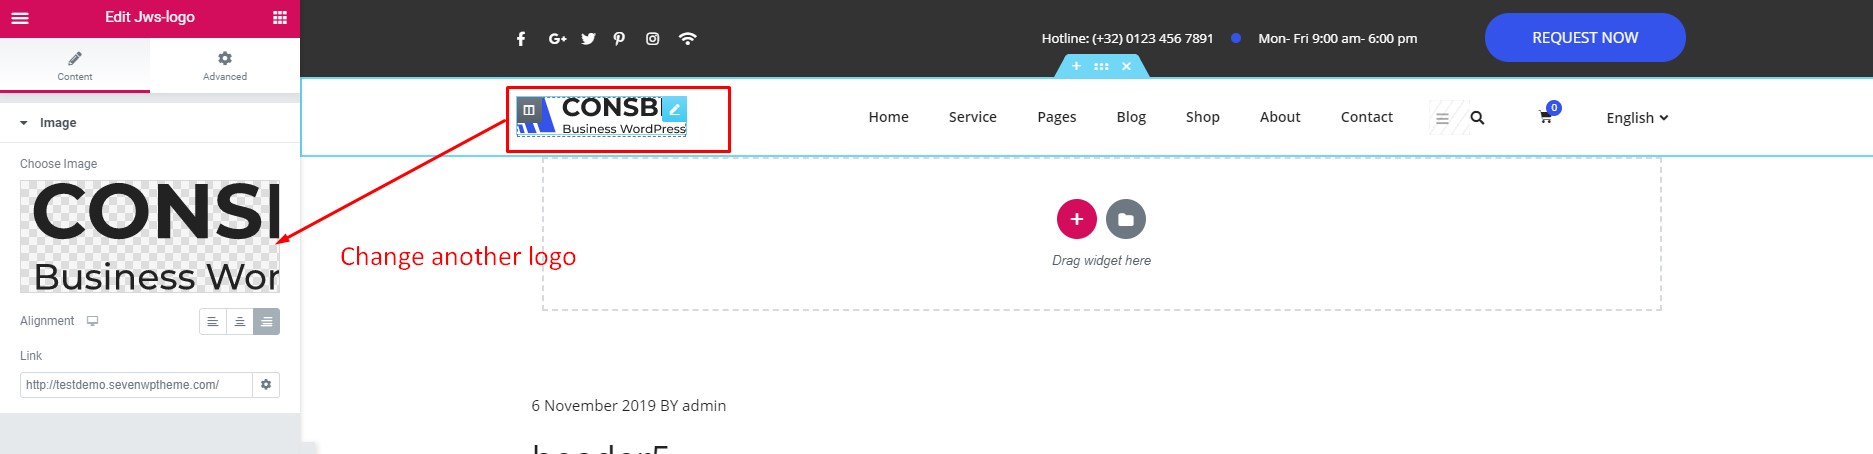 Edit Jws-logo
Content
Advanced
Image
Choose Image
CONSI
Business Wor
Alignment
Link
http://testdemo.sevenwptheme.com/
G+
Hotline: (+32) 0123 456 7891
Mon- Fri 9:00 am- 6:00 pm
REQUEST NOW
CONSB
Business WordPress
Home
Service
Pages
Blog
Shop
About
Contact
0
English
Drag widget here
Change another logo
6 November 2019 BY admin
header5